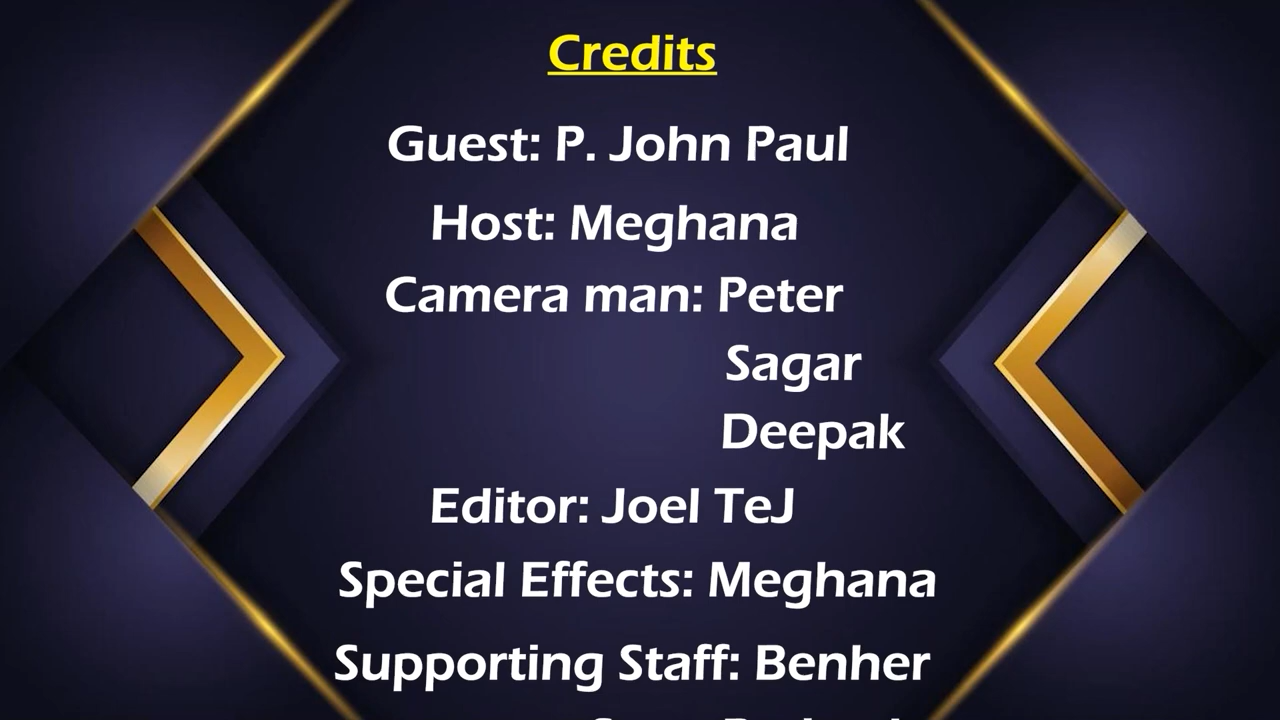 Credits
Guest: P. John Paul
Host: Meghana
Camera man: Peter
Sagar
Deepak
Editor: Joel TeJ
Special Effects: Meghana
Supporting Staff: Benher